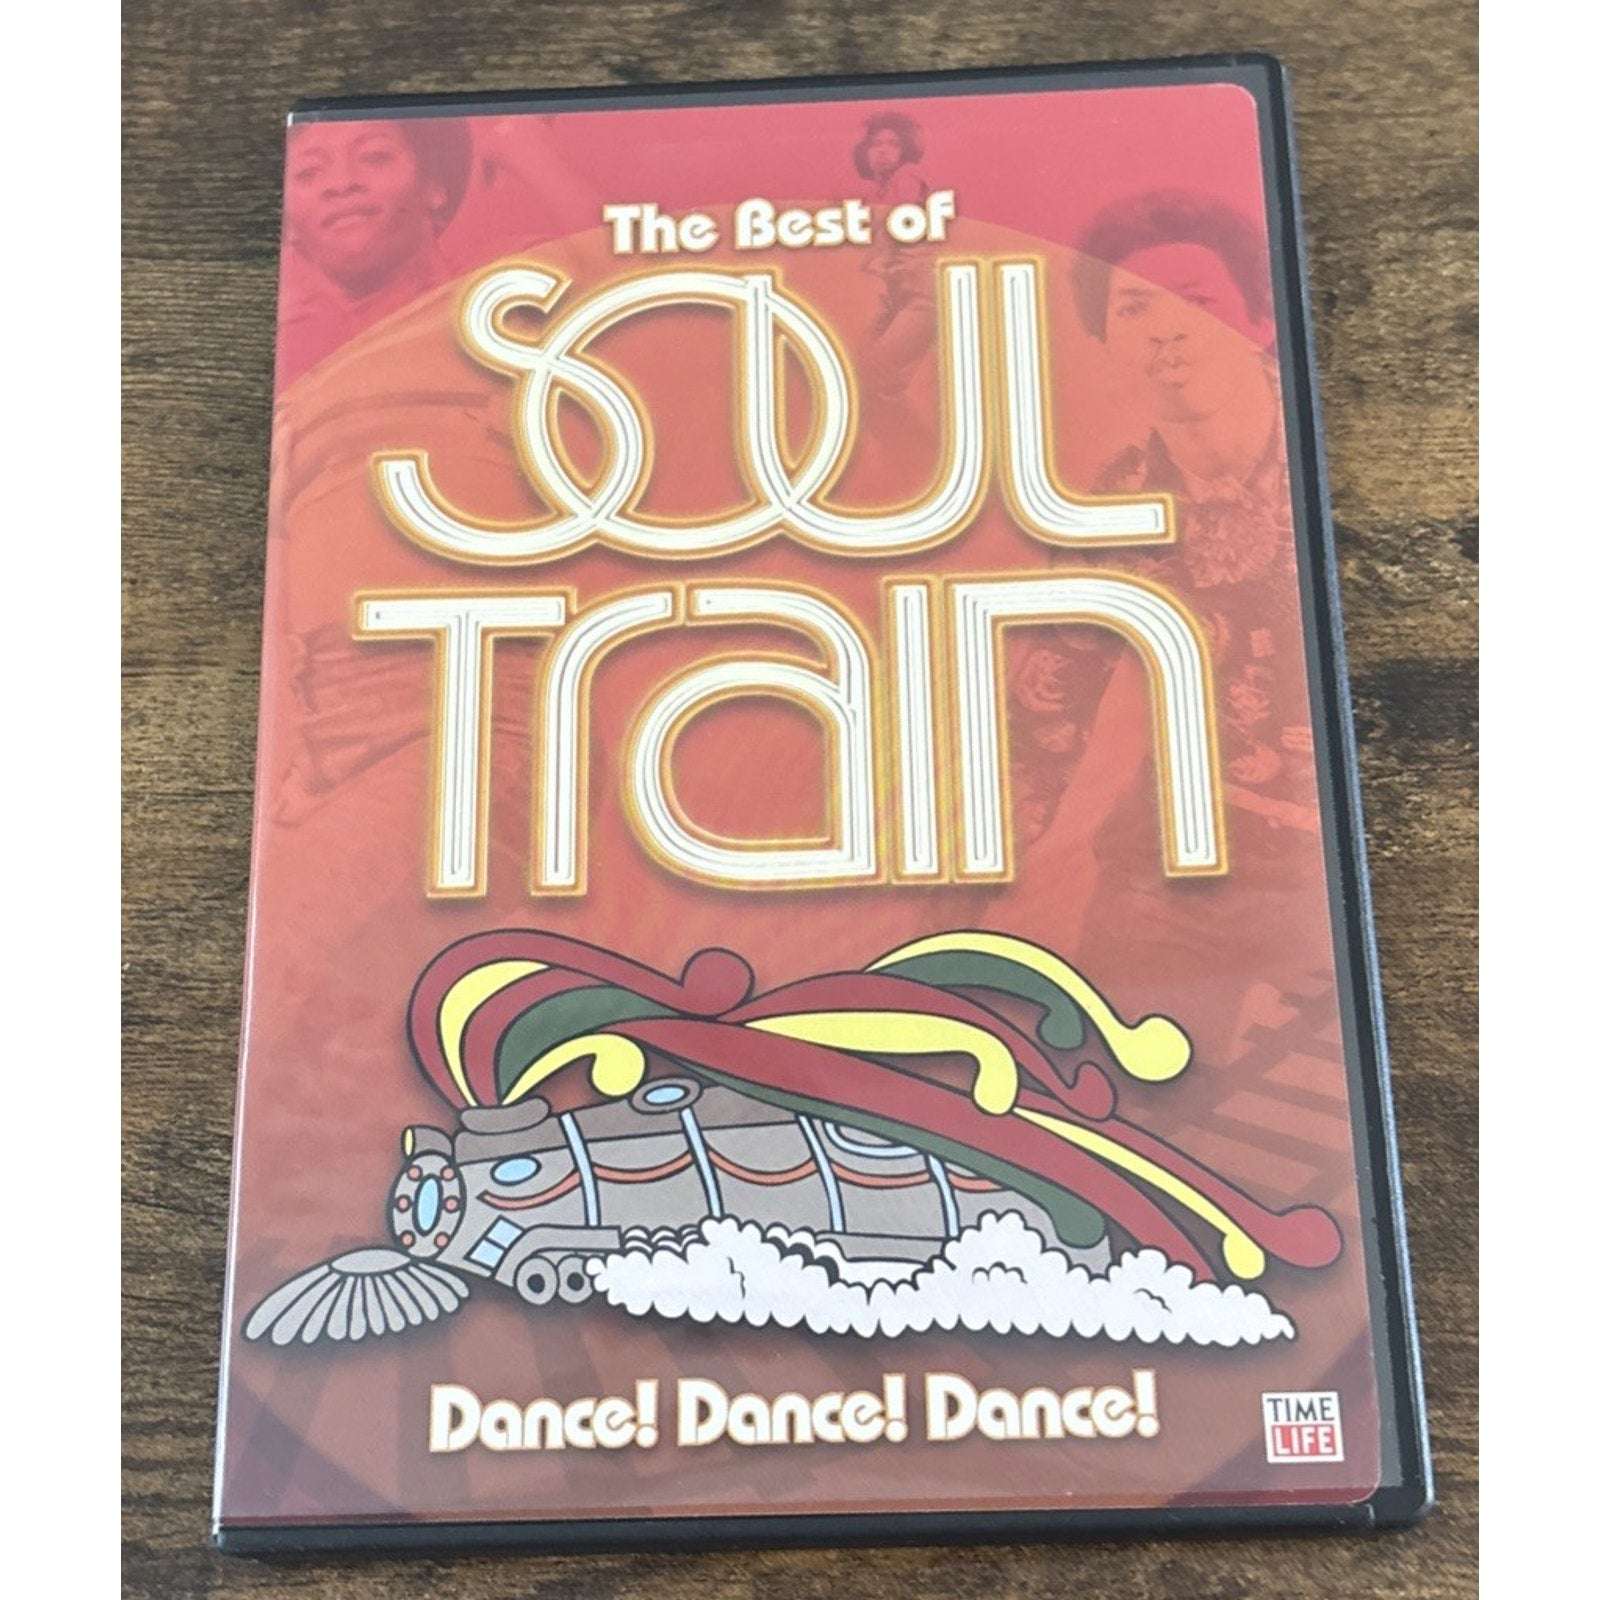 The Best of
SOUL
TRAIN
Dance! Dance! Dance!
TIME
LIFE